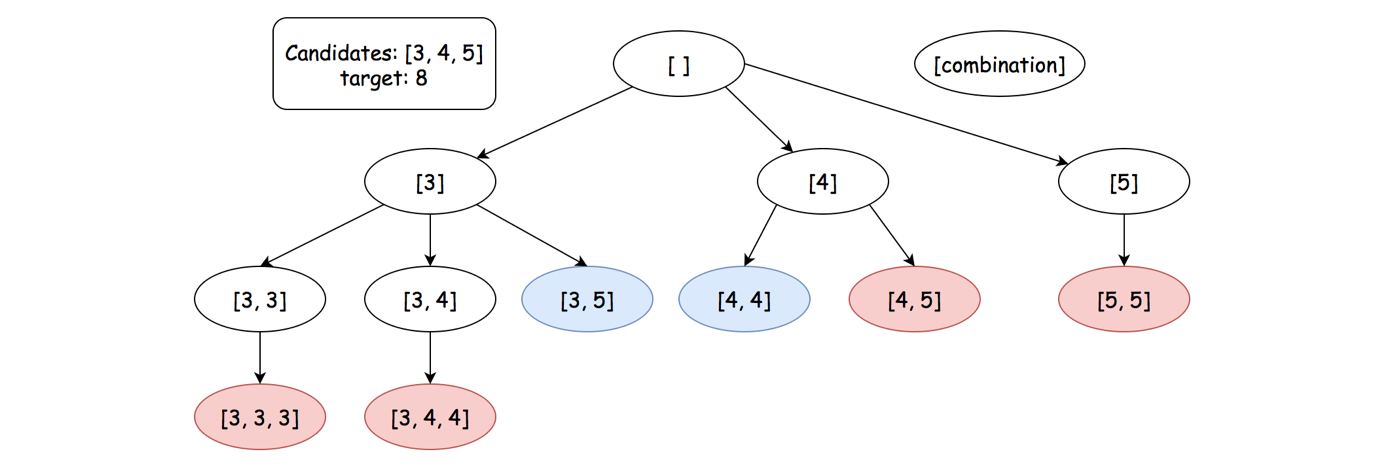 Candidates: [3, 4, 5]
target: 8
[ ]
[combination]
[3]
[4]
[5]
[3, 3]
[3, 4]
[3, 5]
[4, 4]
[4, 5]
[5, 5]
[3, 3, 3]
[3, 4, 4]